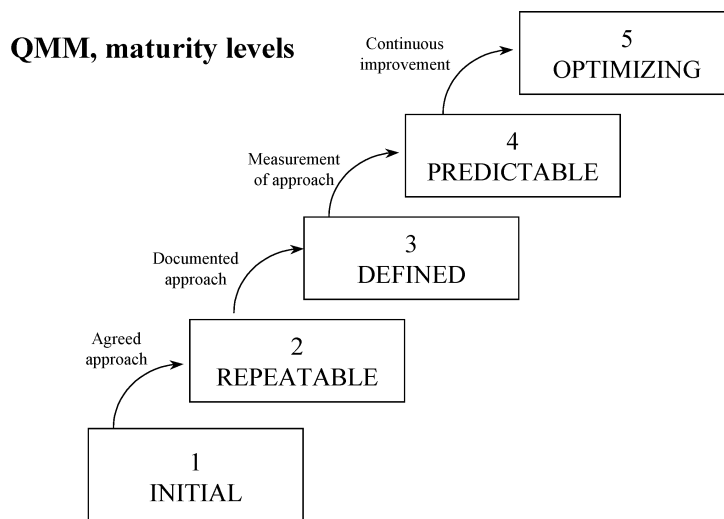 QMM, maturity levels
Continuous
improvement
5
OPTIMIZING
Measurement
of approach
4
PREDICTABLE
Documented
approach
3
DEFINED
Agreed
approach
2
REPEATABLE
1
INITIAL